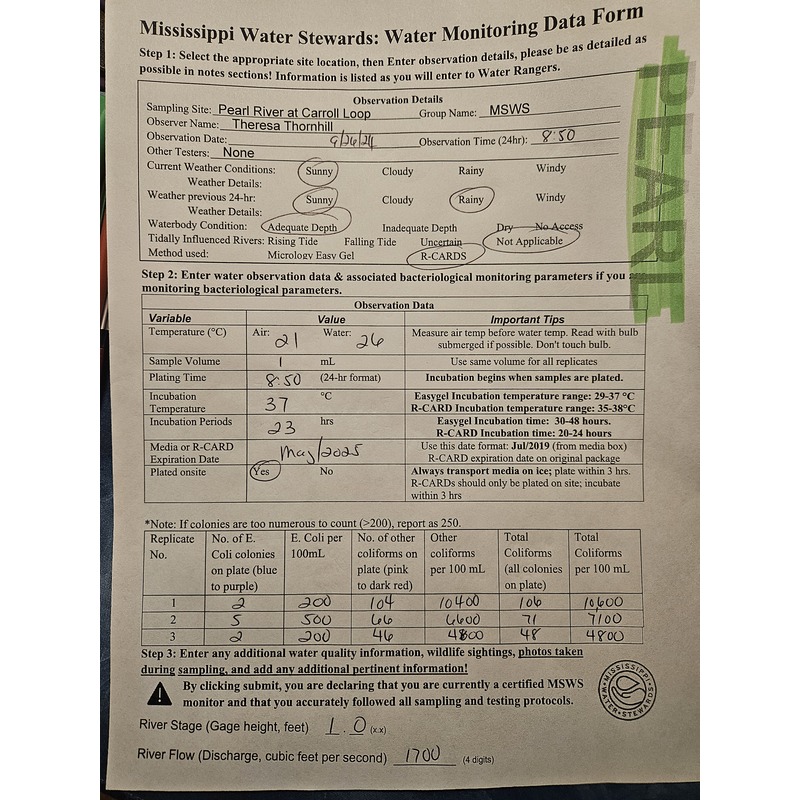 Mississippi Water Stewards: Water Monitoring Data Form
Step 1: Select the appropriate site location, then Enter observation details, please be as detailed as
possible in notes sections! Information is listed as you will enter to Water Rangers.
PEARL
Observation Details
Sampling Site: Pearl River at Carroll Loop Group Name: MSWS
Observer Name: Theresa Thornhill
Observation Date: 9/26/24 Observation Time (24hr): 8:50
Other Testers: None
Current Weather Conditions: Sunny Cloudy Rainy Windy
Weather Details:
Weather previous 24-hr: Sunny Cloudy Rainy Windy
Weather Details:
Waterbody Condition: Adequate Depth Inadequate Depth Dry No Access
Tidally Influenced Rivers: Rising Tide Falling Tide Uncertain Not Applicable
Method used: Micrology Easy Gel R-CARDS
Step 2: Enter water observation data & associated bacteriological monitoring parameters if you
monitoring bacteriological parameters.
Observation Data
Variable Value Important Tips
Temperature (°C) Air: 21 Water: 26 Measure air temp before water temp. Read with bulb
submerged if possible. Don't touch bulb.
Sample Volume 1 mL Use same volume for all replicates
Plating Time 8:50 (24-hr format) Incubation begins when samples are plated.
Incubation Temperature 37 °C Easygel Incubation temperature range: 29-37 °C
R-CARD Incubation temperature range: 35-38°C
Incubation Periods 23 hrs Easygel Incubation time: 30-48 hours.
R-CARD Incubation time: 20-24 hours
Media or R-CARD Expiration Date May/2025 Use this date format: Jul/2019 (from media box)
R-CARD expiration date on original package
Plated onsite Yes No Always transport media on ice; plate within 3 hrs.
R-CARDs should only be plated on site; incubate
within 3 hrs
*Note: If colonies are too numerous to count (>200), report as 250.
Replicate No. No. of E. Coli colonies on plate (blue to purple) E. Coli per 100mL No. of other coliforms on plate (pink to dark red) Other coliforms per 100 mL Total Coliforms (all colonies on plate) Total Coliforms per 100 mL
1 2 200 104 10400 106 10,600
2 5 500 66 6600 71 7100
3 2 200 46 4800 48 4800
Step 3: Enter any additional water quality information, wildlife sightings, photos taken
during sampling, and add any additional pertinent information!
By clicking submit, you are declaring that you are currently a certified MSWS
monitor and that you accurately followed all sampling and testing protocols.
MISSISSIPPI WATER STEWARDS
River Stage (Gage height, feet) 1.0 (x.x)
River Flow (Discharge, cubic feet per second) 1700 (4 digits)